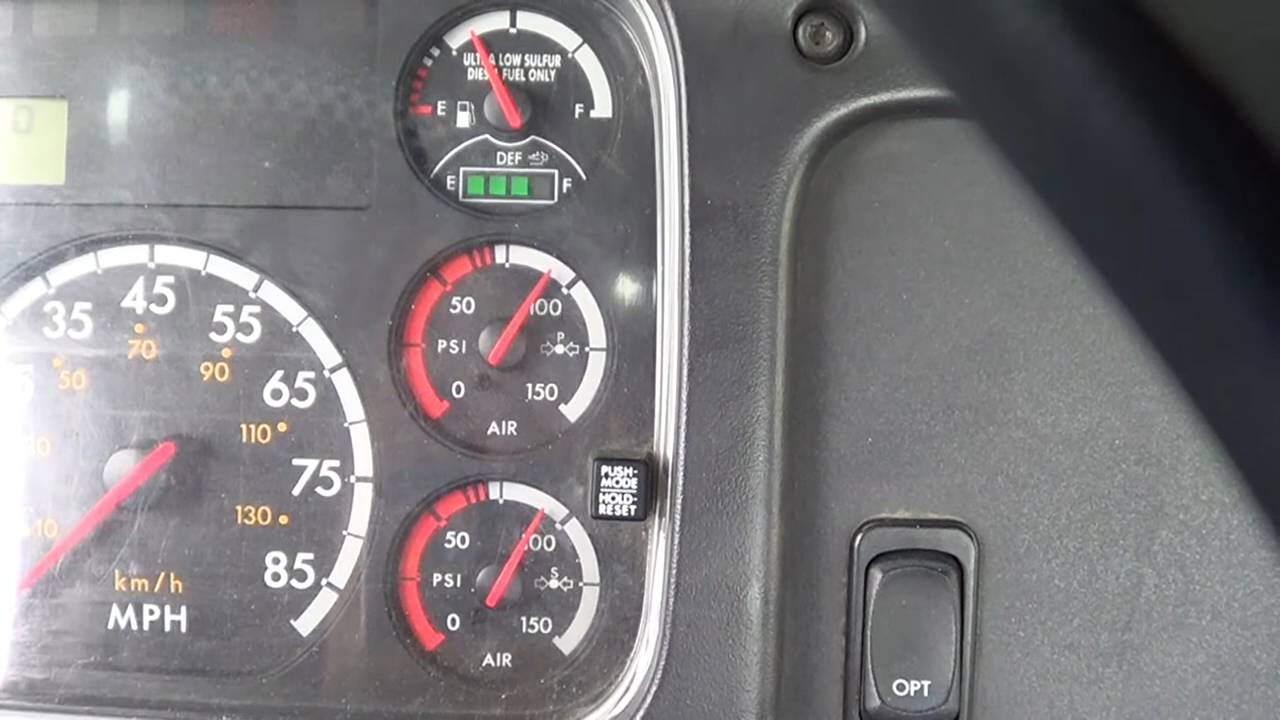 0
ULTRA LOW SULFUR
DIESEL FUEL ONLY
E
F
DEF
E
F
35
45
55
65
75
85
50
70
90
110
130
km/h
MPH
50
100
PSI
P
0
150
AIR
PUSH-
MODE
HOLD-
RESET
50
100
PSI
S
0
150
AIR
OPT